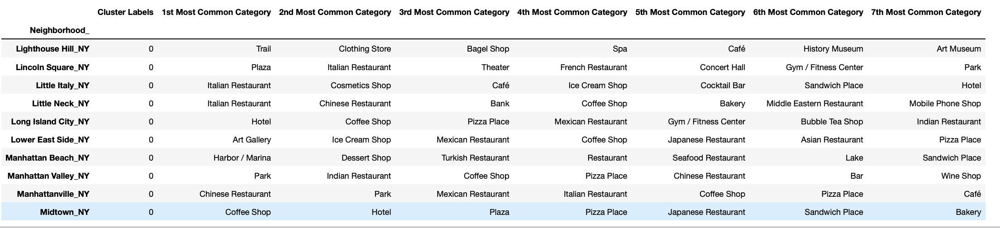 Cluster Labels 1st Most Common Category 2nd Most Common Category 3rd Most Common Category 4th Most Common Category 5th Most Common Category 6th Most Common Category 7th Most Common Category
Neighborhood_
Lighthouse Hill_NY 0 Trail Clothing Store Bagel Shop Spa Café History Museum Art Museum
Lincoln Square_NY 0 Plaza Italian Restaurant Theater French Restaurant Concert Hall Gym / Fitness Center Park
Little Italy_NY 0 Italian Restaurant Cosmetics Shop Café Ice Cream Shop Cocktail Bar Sandwich Place Hotel
Little Neck_NY 0 Italian Restaurant Chinese Restaurant Bank Coffee Shop Bakery Middle Eastern Restaurant Mobile Phone Shop
Long Island City_NY 0 Hotel Coffee Shop Pizza Place Mexican Restaurant Gym / Fitness Center Bubble Tea Shop Indian Restaurant
Lower East Side_NY 0 Art Gallery Ice Cream Shop Mexican Restaurant Coffee Shop Japanese Restaurant Asian Restaurant Pizza Place
Manhattan Beach_NY 0 Harbor / Marina Dessert Shop Turkish Restaurant Restaurant Seafood Restaurant Lake Sandwich Place
Manhattan Valley_NY 0 Park Indian Restaurant Coffee Shop Pizza Place Chinese Restaurant Bar Wine Shop
Manhattanville_NY 0 Chinese Restaurant Park Mexican Restaurant Italian Restaurant Coffee Shop Pizza Place Café
Midtown_NY 0 Coffee Shop Hotel Plaza Pizza Place Japanese Restaurant Sandwich Place Bakery